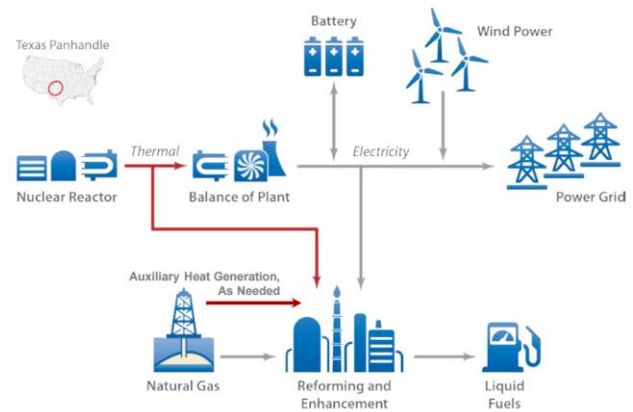 Texas Panhandle
Battery
Wind Power
Thermal
Electricity
Nuclear Reactor
Balance of Plant
Power Grid
Auxiliary Heat Generation,
As Needed
Natural Gas
Reforming and
Enhancement
Liquid
Fuels